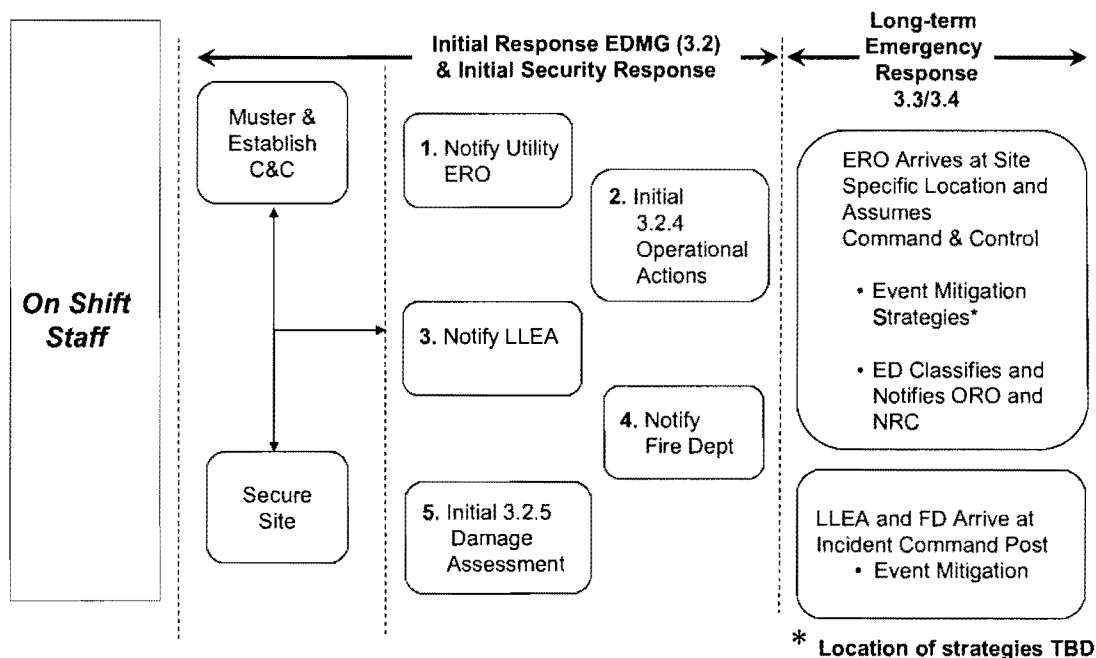 Initial Response EDMG (3.2)
& Initial Security Response
Long-term
Emergency
Response
3.3/3.4
On Shift
Staff
Muster &
Establish
C&C
Secure
Site
1. Notify Utility
ERO
2. Initial
3.2.4
Operational
Actions
3. Notify LLEA
4. Notify
Fire Dept
5. Initial 3.2.5
Damage
Assessment
ERO Arrives at Site
Specific Location and
Assumes
Command & Control
• Event Mitigation
Strategies*
• ED Classifies and
Notifies ORO and
NRC
LLEA and FD Arrive at
Incident Command Post
• Event Mitigation
* Location of strategies TBD